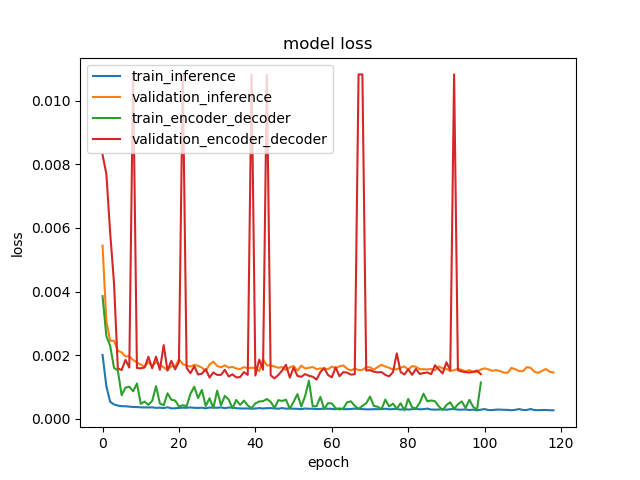 model loss
train_inference
validation_inference
train_encoder_decoder
validation_encoder_decoder
0.010
0.008
0.006
0.004
0.002
0.000
loss
0 20 40 60 80 100 120
epoch